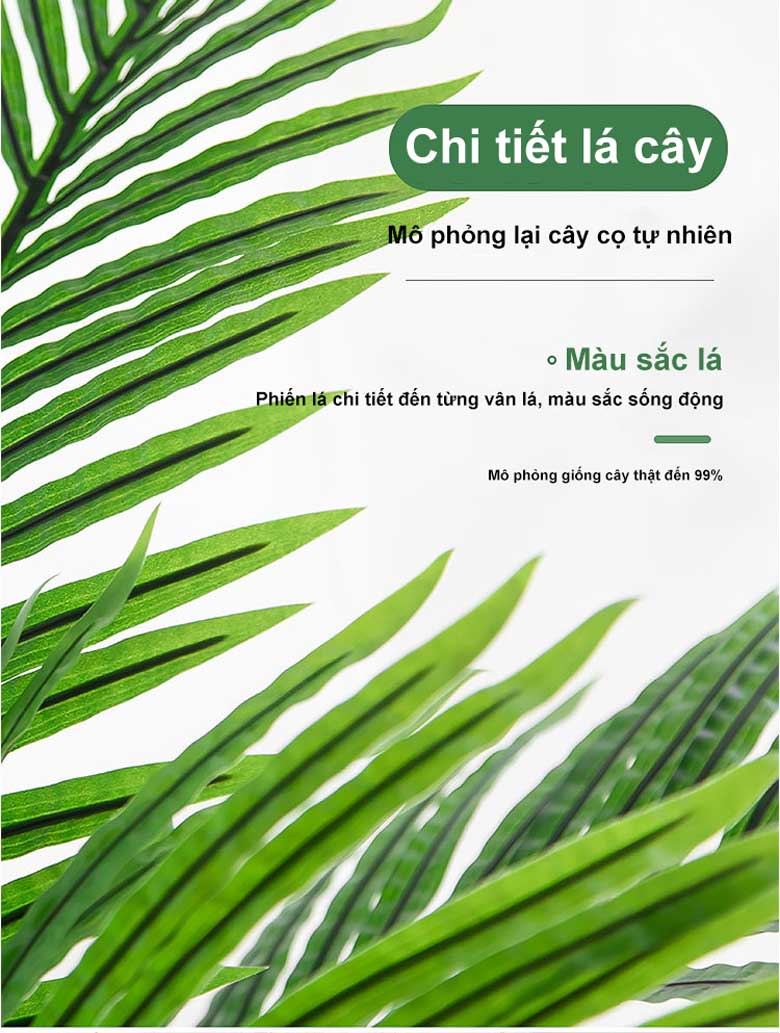 Chi tiết lá cây
Mô phỏng lại cây cọ tự nhiên
Màu sắc lá
Phiến lá chi tiết đến từng vân lá, màu sắc sống động
Mô phỏng giống cây thật đến 99%